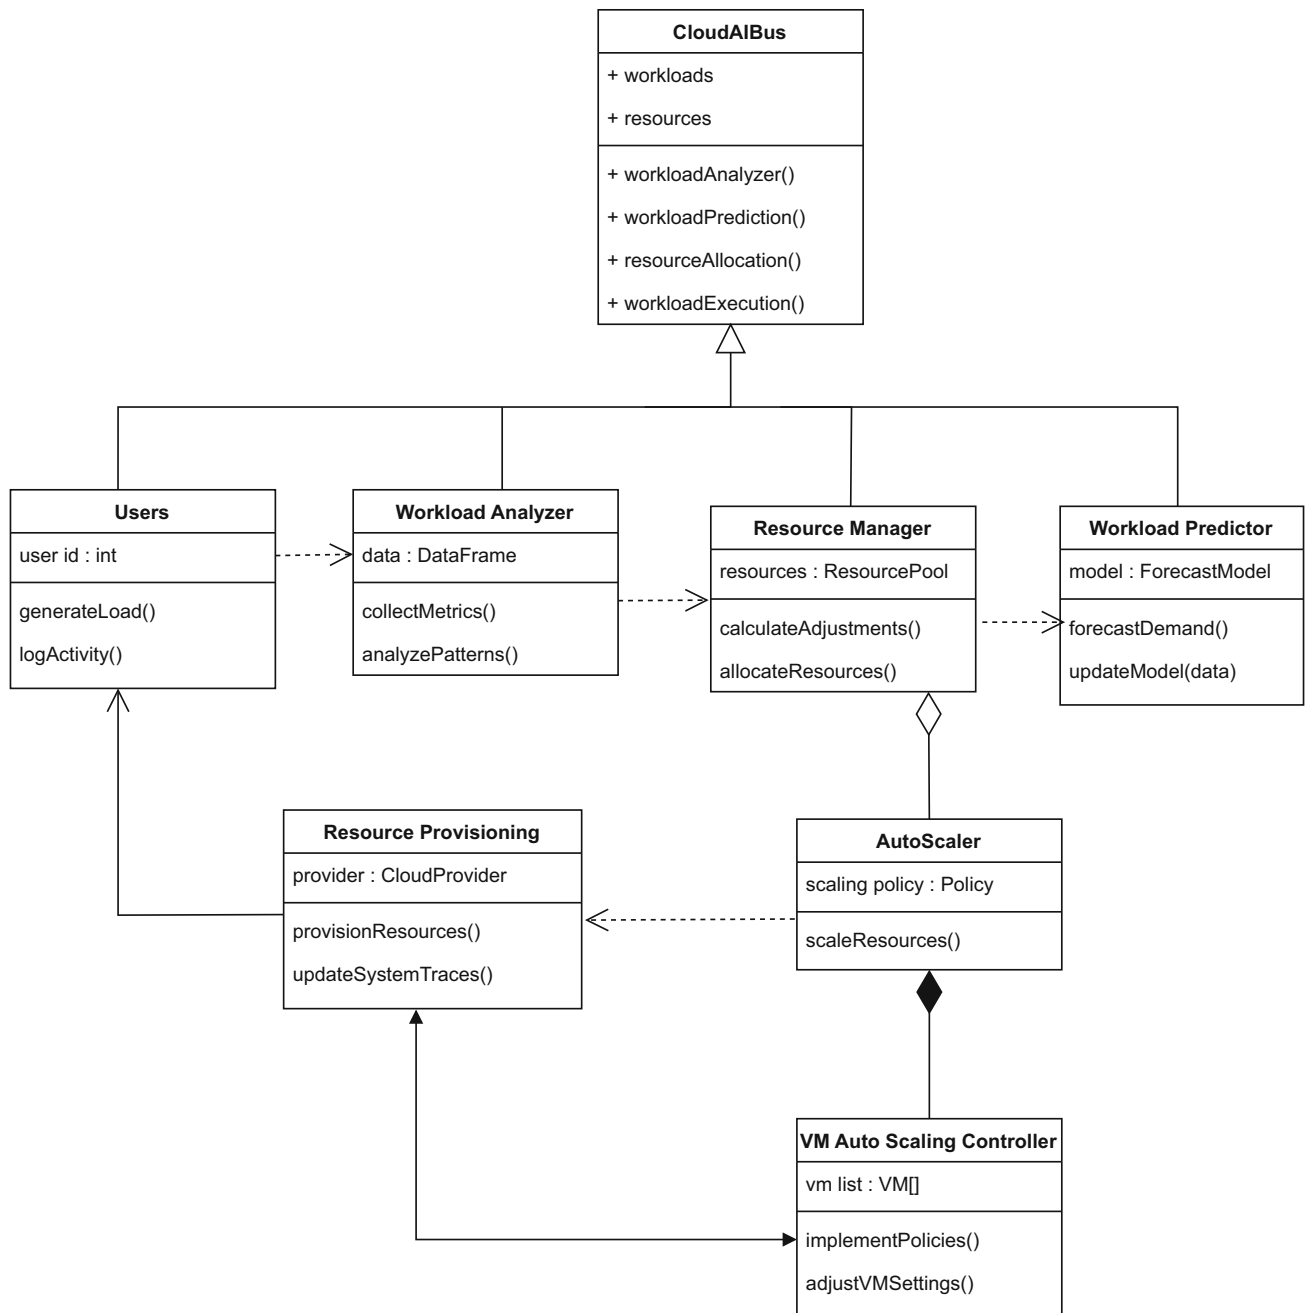 CloudAIBus
+ workloads
+ resources
+ workloadAnalyzer()
+ workloadPrediction()
+ resourceAllocation()
+ workloadExecution()
Users
user id : int
generateLoad()
logActivity()
Workload Analyzer
data : DataFrame
collectMetrics()
analyzePatterns()
Resource Manager
resources : ResourcePool
calculateAdjustments()
allocateResources()
Workload Predictor
model : ForecastModel
forecastDemand()
updateModel(data)
Resource Provisioning
provider : CloudProvider
provisionResources()
updateSystemTraces()
AutoScaler
scaling policy : Policy
scaleResources()
VM Auto Scaling Controller
vm list : VM[]
implementPolicies()
adjustVMSettings()